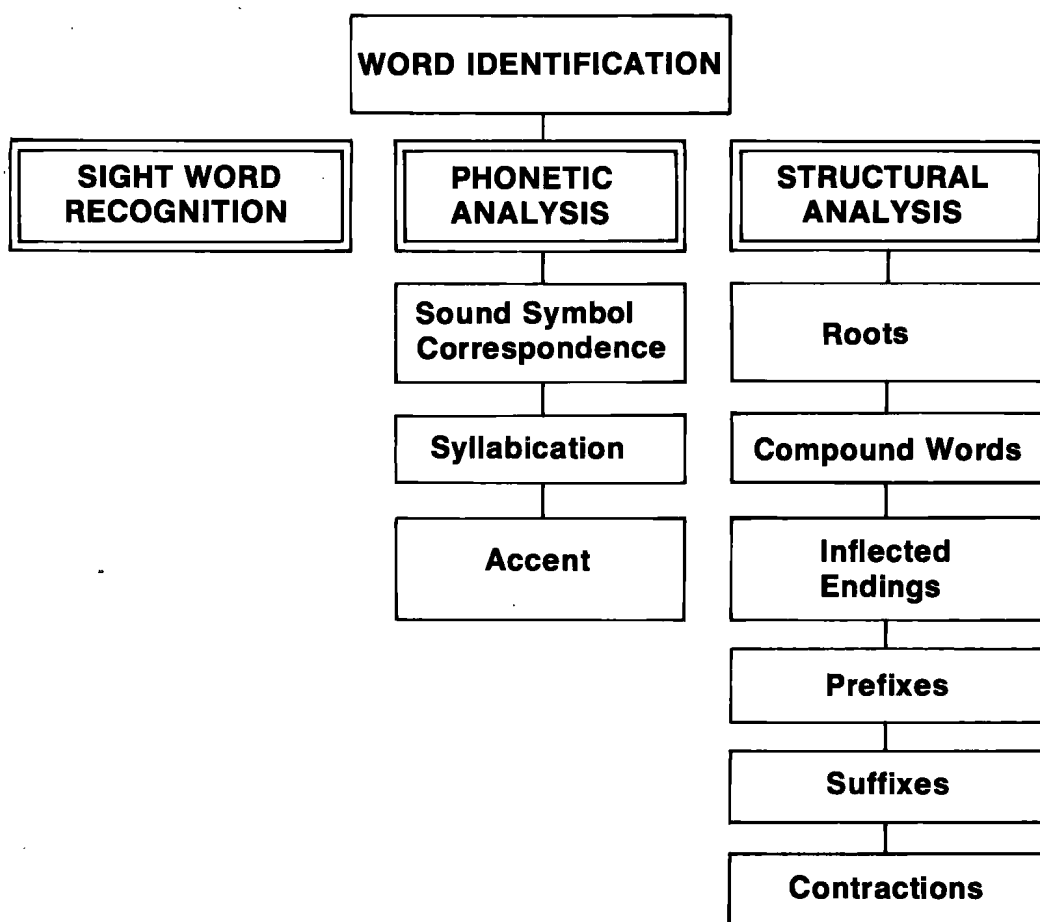 WORD IDENTIFICATION
SIGHT WORD
RECOGNITION
PHONETIC
ANALYSIS
Sound Symbol
Correspondence
Syllabication
Accent
STRUCTURAL
ANALYSIS
Roots
Compound Words
Inflected
Endings
Prefixes
Suffixes
Contractions